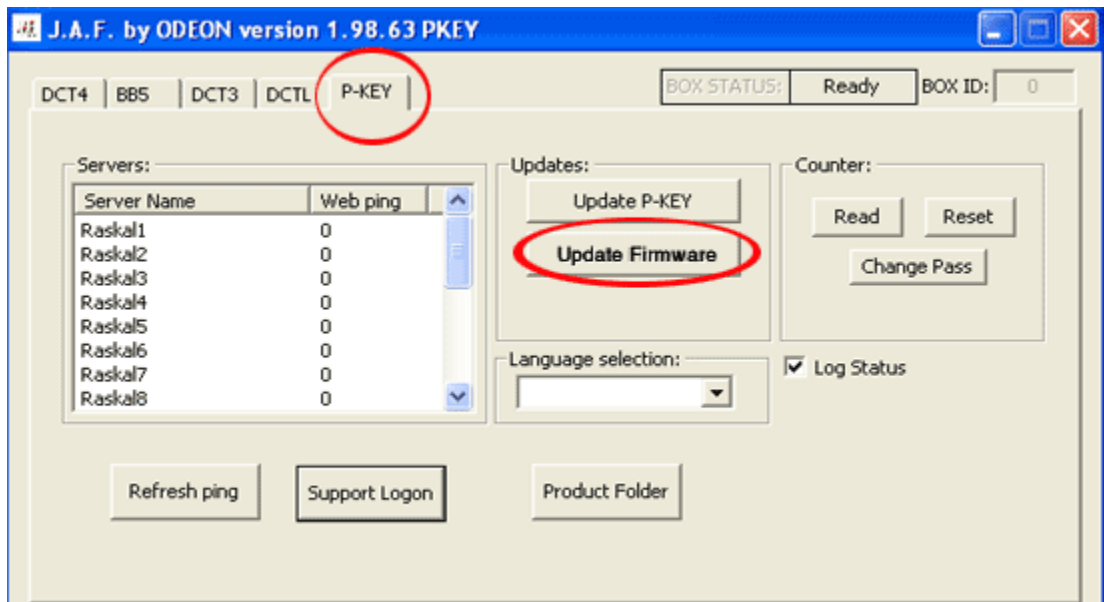 J.A.F. by ODEON version 1.98.63 PKEY
DCT4 BB5 DCT3 DCTL P-KEY
BOX STATUS: Ready BOX ID: 0
Servers:
Server Name Web ping
Raskal1 0
Raskal2 0
Raskal3 0
Raskal4 0
Raskal5 0
Raskal6 0
Raskal7 0
Raskal8 0
Updates:
Update P-KEY
Update Firmware
Counter:
Read Reset
Change Pass
Language selection:
Log Status
Refresh ping Support Logon Product Folder